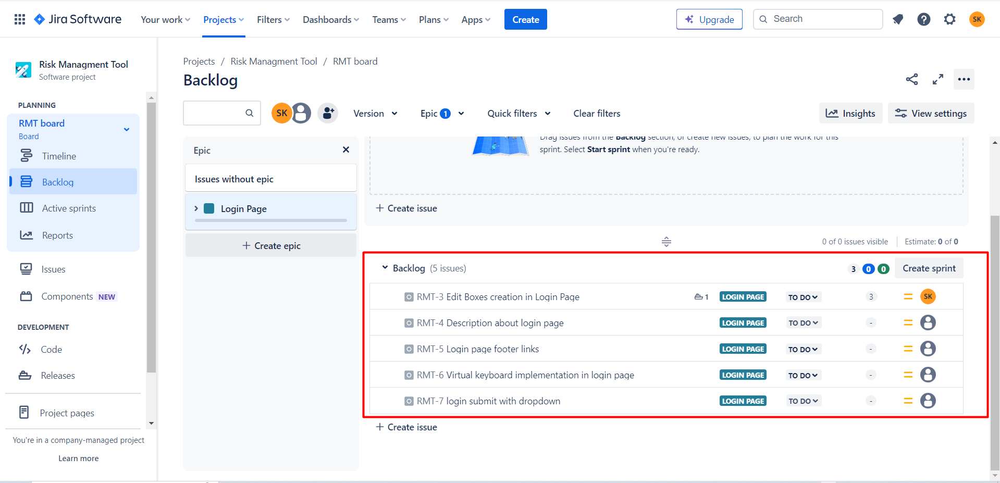 Jira Software Your work Projects Filters Dashboards Teams Plans Apps Create Upgrade Search SK
Risk Managment Tool
Software project
PLANNING
RMT board
Board
Timeline
Backlog
Active sprints
Reports
Issues
Components NEW
DEVELOPMENT
Code
Releases
Project pages
You're in a company-managed project
Learn more
Projects / Risk Managment Tool / RMT board
Backlog
SK Version Epic 1 Quick filters Clear filters Insights View settings
Epic
Issues without epic
Login Page
+ Create epic
Drag issues from the Backlog section, or create new issues, to plan the work for this
sprint. Select Start sprint when you're ready.
+ Create issue
0 of 0 issues visible Estimate: 0 of 0
Backlog (5 issues) 3 0 0 Create sprint
RMT-3 Edit Boxes creation in Login Page 1 LOGIN PAGE TO DO 3 SK
RMT-4 Description about login page LOGIN PAGE TO DO -
RMT-5 Login page footer links LOGIN PAGE TO DO -
RMT-6 Virtual keyboard implementation in login page LOGIN PAGE TO DO -
RMT-7 login submit with dropdown LOGIN PAGE TO DO -
+ Create issue